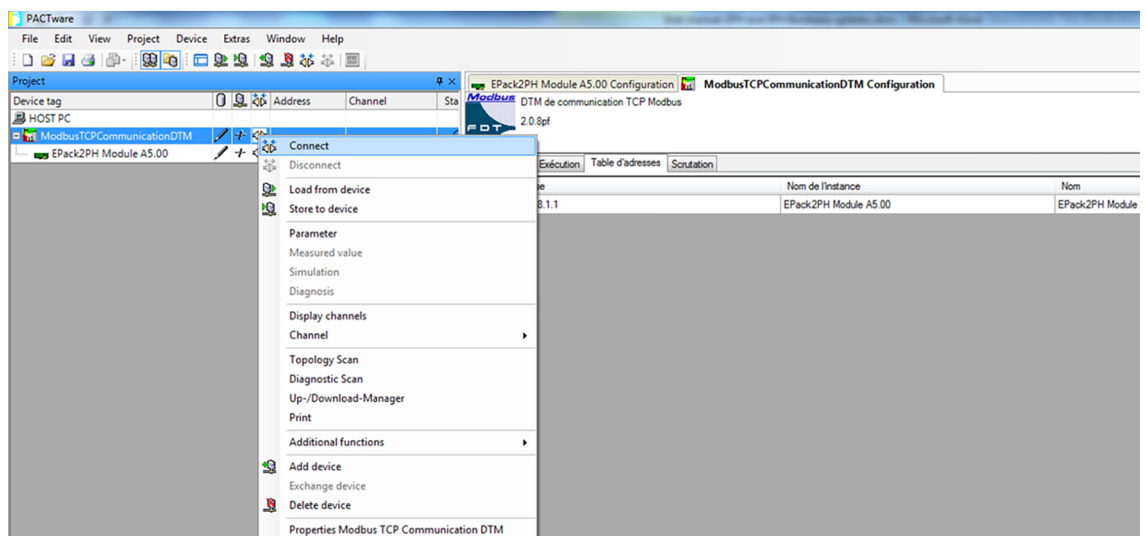 PACTware
File Edit View Project Device Extras Window Help
Project
Device tag Address Channel Sta
HOST PC
ModbusTCPCommunicationDTM
EPack2PH Module A5.00
Connect
Disconnect
Load from device
Store to device
Parameter
Measured value
Simulation
Diagnosis
Display channels
Channel
Topology Scan
Diagnostic Scan
Up-/Download-Manager
Print
Additional functions
Add device
Exchange device
Delete device
Properties Modbus TCP Communication DTM
EPack2PH Module A5.00 Configuration ModbusTCPCommunicationDTM Configuration
Modbus
FDT
DTM de communication TCP Modbus
2.0.8pf
Exécution Table d'adresses Scrutation
se Nom de l'instance Nom
8.1.1 EPack2PH Module A5.00 EPack2PH Module